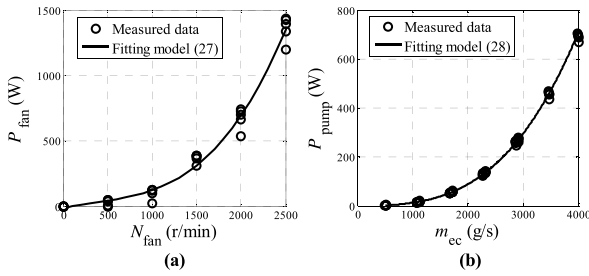 1500
1000
500
0
P fan (W)
Measured data
Fitting model (27)
0 500 1000 1500 2000 2500
N fan (r/min)
(a)
800
600
400
200
0
P pump (W)
Measured data
Fitting model (28)
0 1000 2000 3000 4000
m ec (g/s)
(b)